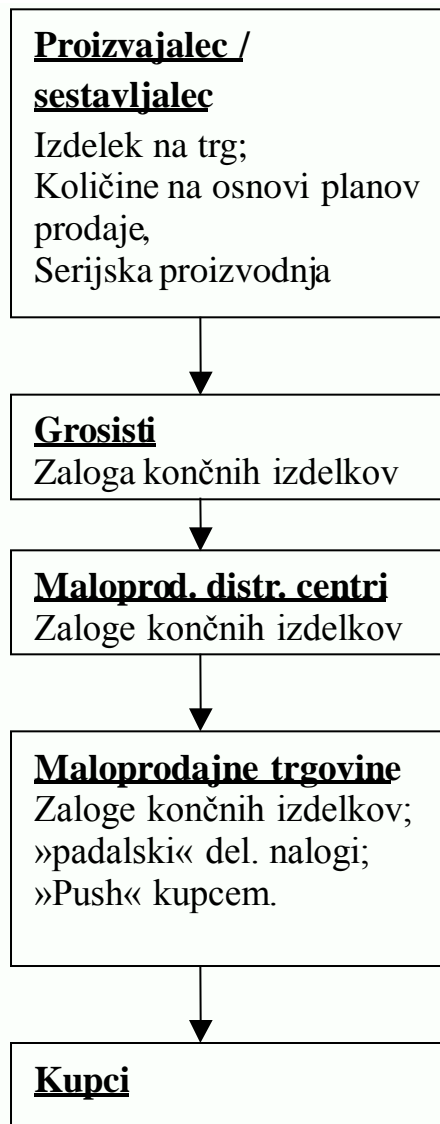 Proizvajalec /
sestavljalec
Izdelek na trg;
Količine na osnovi planov
prodaje,
Serijska proizvodnja
Grosisti
Zaloga končnih izdelkov
Maloprod. distr. centri
Zaloge končnih izdelkov
Maloprodajne trgovine
Zaloge končnih izdelkov;
»padalski« del. nalogi;
»Push« kupcem.
Kupci